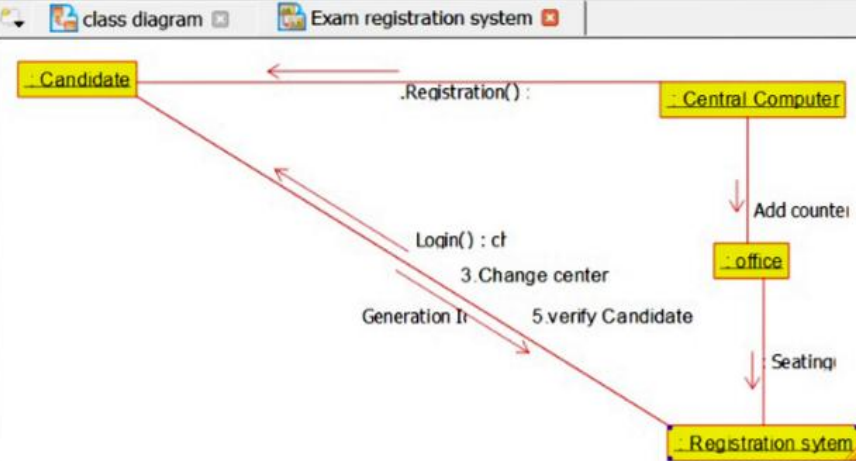 class diagram
Exam registration system
: Candidate
.Registration() :
: Central Computer
Add counter
Login() : ch
: office
3.Change center
Generation I
5.verify Candidate
: Seating
: Registration sytem